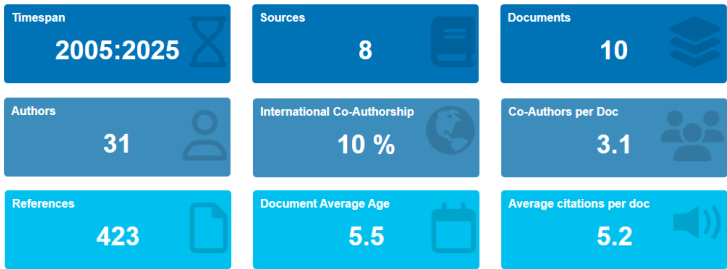 Timespan
2005:2025
Sources
8
Documents
10
Authors
31
International Co-Authorship
10 %
Co-Authors per Doc
3.1
References
423
Document Average Age
5.5
Average citations per doc
5.2